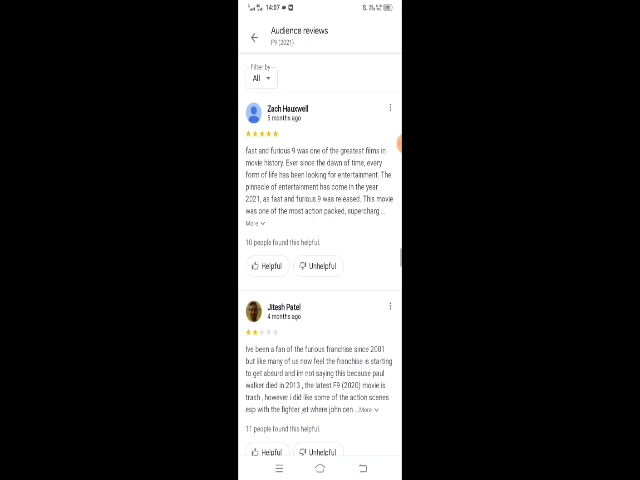 14:07
Audience reviews
F9 (2021)
Filter by
All
Zach Hauxwell
5 months ago
fast and furious 9 was one of the greatest films in
movie history. Ever since the dawn of time, every
form of life has been looking for entertainment. The
pinnacle of entertainment has come in the year
2021, as fast and furious 9 was released. This movie
was one of the most action packed, supercharg ...
More
10 people found this helpful.
Helpful
Unhelpful
Jitesh Patel
4 months ago
Ive been a fan of the furious franchise since 2001
but like many of us now feel the franchise is starting
to get absurd and im not saying this because paul
walker died in 2013 , the latest F9 (2020) movie is
trash , however i did like some of the action scenes
esp with the fighter jet where john cen ...More
11 people found this helpful.
Helpful
Unhelpful